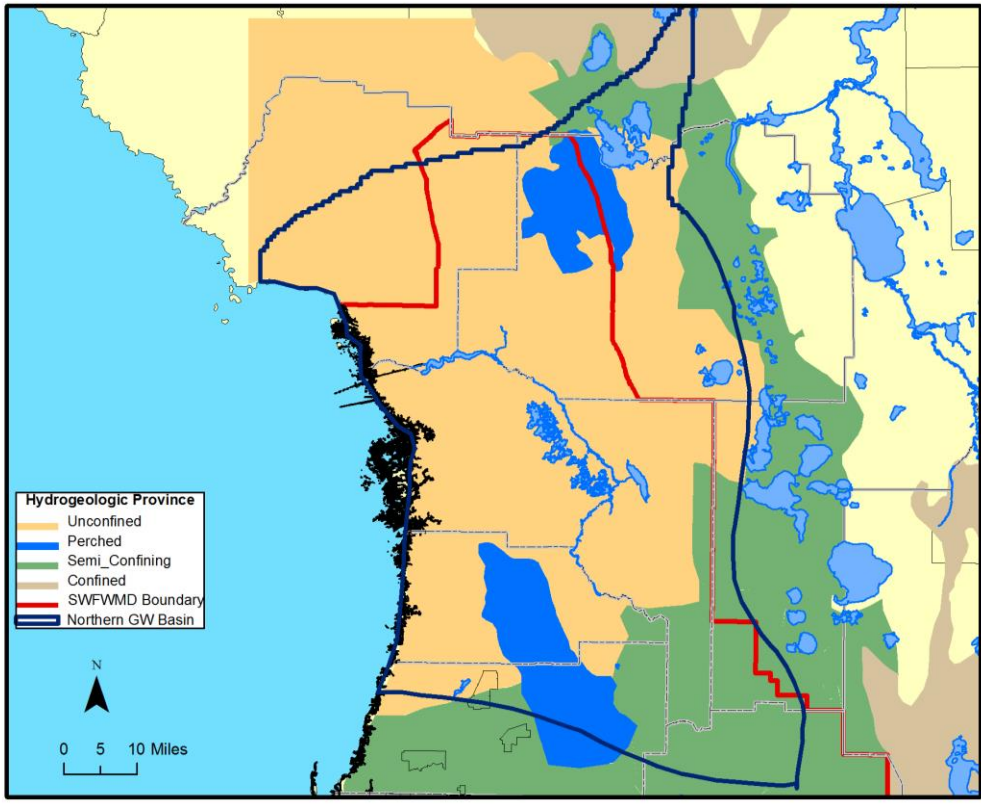 Hydrogeologic Province
Unconfined
Perched
Semi_Confining
Confined
SWFWMD Boundary
Northern GW Basin
N
0 5 10 Miles